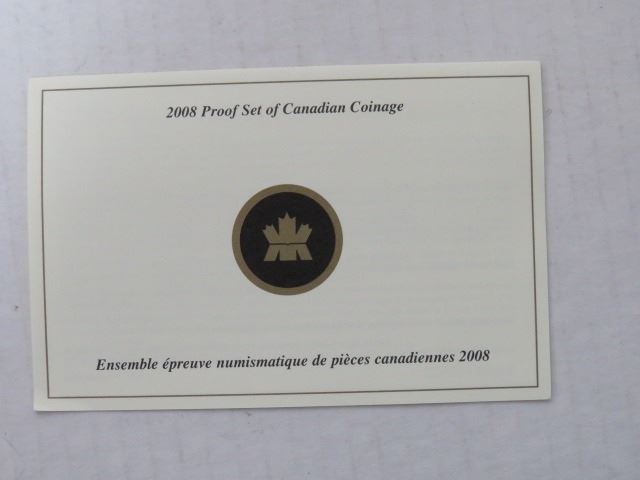 2008 Proof Set of Canadian Coinage
Ensemble épreuve numismatique de pièces canadiennes 2008